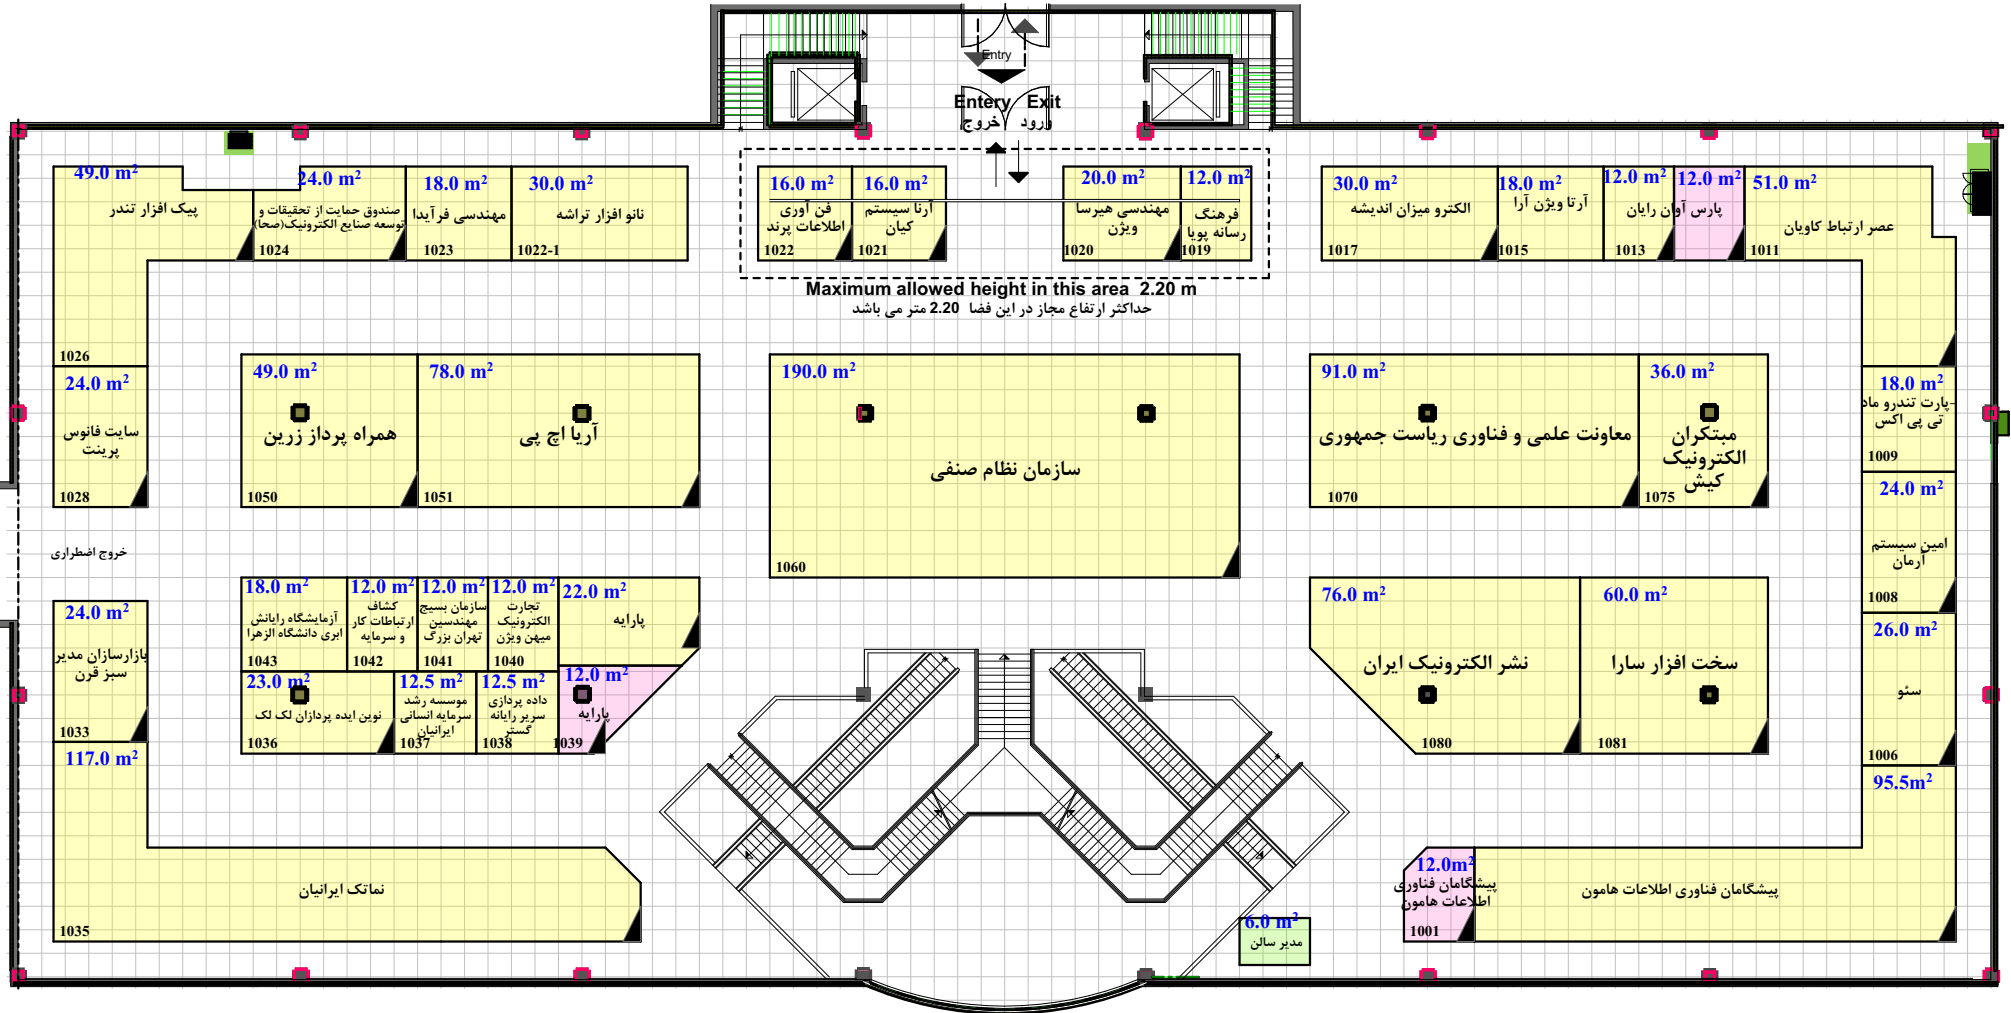 Entry
Entery Exit
خروج ورود
49.0 m²
پیک افزار تندر
1026
24.0 m²
صندوق حمایت از تحقیقات و
توسعه صنایع الکترونیک(صحا)
1024
18.0 m²
مهندسی فرآیدا
1023
30.0 m²
نانو افزار تراشه
1022-1
16.0 m²
فن آوری
اطلاعات پرند
1022
16.0 m²
آرنا سیستم
کیان
1021
20.0 m²
مهندسی هیرسا
ویژن
1020
12.0 m²
فرهنگ
رسانه پویا
1019
Maximum allowed height in this area 2.20 m
حداکثر ارتفاع مجاز در این فضا 2.20 متر می باشد
30.0 m²
الکترو میزان اندیشه
1017
18.0 m²
آرتا ویژن آرا
1015
12.0 m²
12.0 m²
پارس آوان رایان
1013
51.0 m²
عصر ارتباط کاویان
1011
24.0 m²
سایت فانوس
پرینت
1028
49.0 m²
همراه پرداز زرین
1050
78.0 m²
آریا اچ پی
1051
190.0 m²
سازمان نظام صنفی
1060
91.0 m²
معاونت علمی و فناوری ریاست جمهوری
1070
36.0 m²
مبتکران
الکترونیک
کیش
1075
18.0 m²
پارت تندرو ماد-
تی پی اکس
1009
24.0 m²
امین سیستم
آرمان
1008
خروج اضطراری
24.0 m²
بازارسازان مدیر
سبز قرن
1033
18.0 m²
آزمایشگاه رایانش
ابری دانشگاه الزهرا
1043
12.0 m²
کشاف
ارتباطات کار
و سرمایه
1042
12.0 m²
سازمان بسیج
مهندسین
تهران بزرگ
1041
12.0 m²
تجارت
الکترونیک
میهن ویژن
1040
22.0 m²
پارایه
23.0 m²
نوین ایده پردازان لک لک
1036
12.5 m²
موسسه رشد
سرمایه انسانی
ایرانیان
1037
12.5 m²
داده پردازی
سریر رایانه
گستر
1038
12.0 m²
پارایه
1039
76.0 m²
نشر الکترونیک ایران
1080
60.0 m²
سخت افزار سارا
1081
26.0 m²
سئو
1006
117.0 m²
نماتک ایرانیان
1035
95.5m²
پیشگامان فناوری اطلاعات هامون
12.0m²
پیشگامان فناوری
اطلاعات هامون
1001
6.0 m²
مدیر سالن